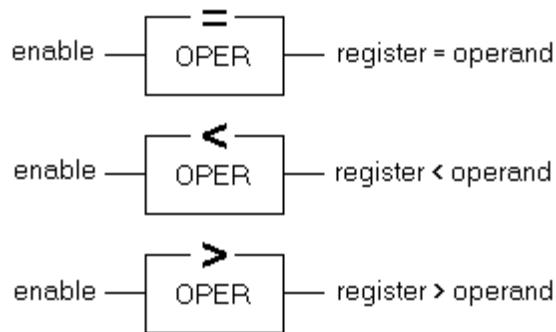 =
enable OPER register = operand
<
enable OPER register < operand
>
enable OPER register > operand